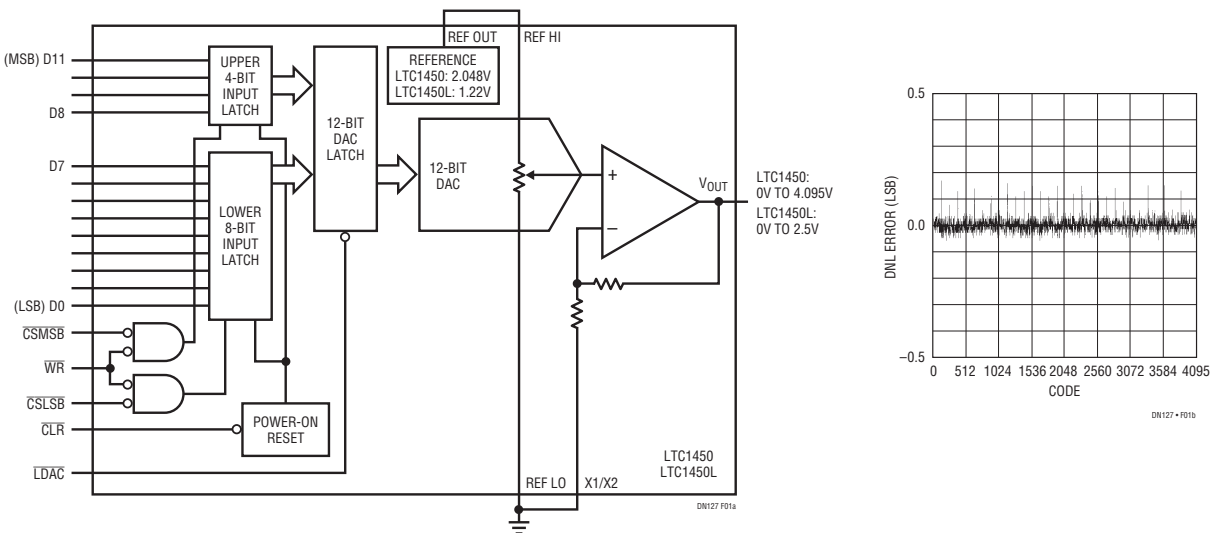 REF OUT
REF HI
REFERENCE
LTC1450: 2.048V
LTC1450L: 1.22V
(MSB) D11
D8
UPPER
4-BIT
INPUT
LATCH
D7
(LSB) D0
LOWER
8-BIT
INPUT
LATCH
12-BIT
DAC
LATCH
12-BIT
DAC
+
–
VOUT
LTC1450:
0V TO 4.095V
LTC1450L:
0V TO 2.5V
CSMSB
WR
CSLSB
CLR
LDAC
POWER-ON
RESET
LTC1450
LTC1450L
REF LO
X1/X2
DN127 F01a
DNL ERROR (LSB)
0.5
0.0
–0.5
0 512 1024 1536 2048 2560 3072 3584 4095
CODE
DN127 • F01b